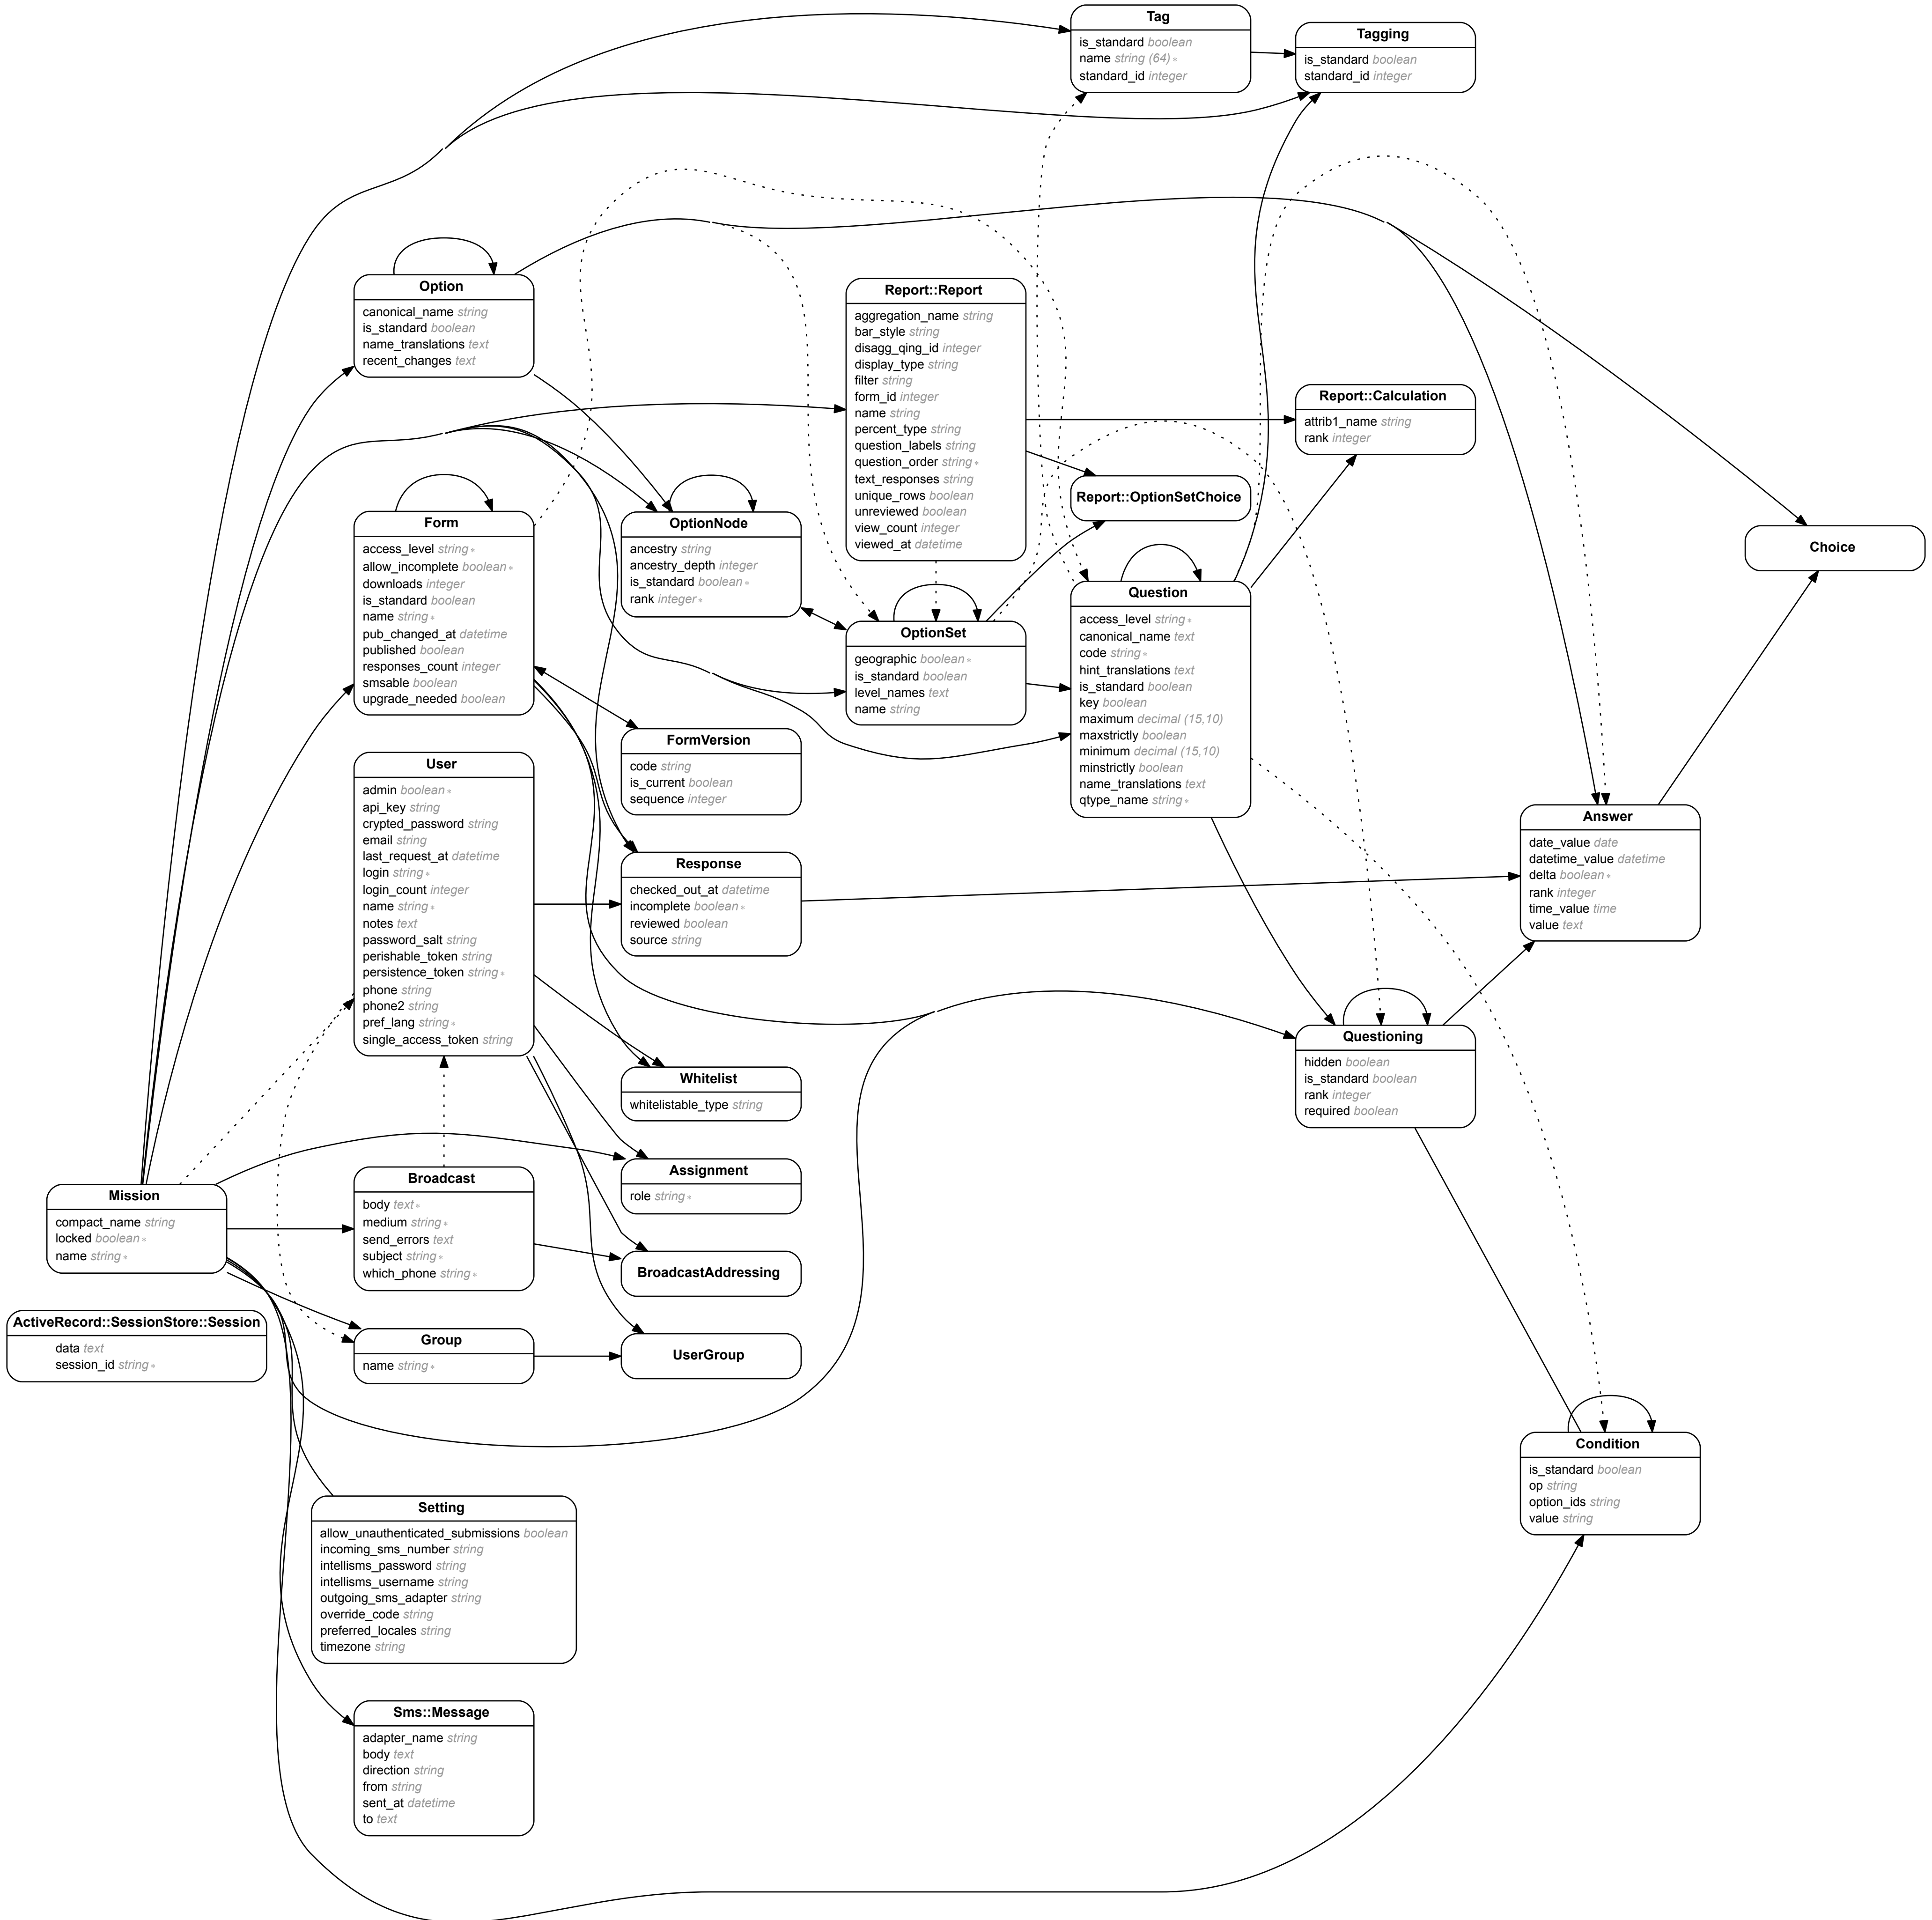 Tag
is_standard boolean
name string (64) ∗
standard_id integer
Tagging
is_standard boolean
standard_id integer
Option
canonical_name string
is_standard boolean
name_translations text
recent_changes text
Report::Report
aggregation_name string
bar_style string
disagg_qing_id integer
display_type string
filter string
form_id integer
name string
percent_type string
question_labels string
question_order string ∗
text_responses string
unique_rows boolean
unreviewed boolean
view_count integer
viewed_at datetime
Report::Calculation
attrib1_name string
rank integer
Report::OptionSetChoice
Form
access_level string ∗
allow_incomplete boolean ∗
downloads integer
is_standard boolean
name string ∗
pub_changed_at datetime
published boolean
responses_count integer
smsable boolean
upgrade_needed boolean
OptionNode
ancestry string
ancestry_depth integer
is_standard boolean ∗
rank integer ∗
Choice
OptionSet
geographic boolean ∗
is_standard boolean
level_names text
name string
Question
access_level string ∗
canonical_name text
code string ∗
hint_translations text
is_standard boolean
key boolean
maximum decimal (15,10)
maxstrictly boolean
minimum decimal (15,10)
minstrictly boolean
name_translations text
qtype_name string ∗
FormVersion
code string
is_current boolean
sequence integer
User
admin boolean ∗
api_key string
crypted_password string
email string
last_request_at datetime
login string ∗
login_count integer
name string ∗
notes text
password_salt string
perishable_token string
persistence_token string ∗
phone string
phone2 string
pref_lang string ∗
single_access_token string
Response
checked_out_at datetime
incomplete boolean ∗
reviewed boolean
source string
Answer
date_value date
datetime_value datetime
delta boolean ∗
rank integer
time_value time
value text
Questioning
hidden boolean
is_standard boolean
rank integer
required boolean
Whitelist
whitelistable_type string
Assignment
role string ∗
Mission
compact_name string
locked boolean ∗
name string ∗
Broadcast
body text ∗
medium string ∗
send_errors text
subject string ∗
which_phone string ∗
BroadcastAddressing
ActiveRecord::SessionStore::Session
data text
session_id string ∗
Group
name string ∗
UserGroup
Condition
is_standard boolean
op string
option_ids string
value string
Setting
allow_unauthenticated_submissions boolean
incoming_sms_number string
intellisms_password string
intellisms_username string
outgoing_sms_adapter string
override_code string
preferred_locales string
timezone string
Sms::Message
adapter_name string
body text
direction string
from string
sent_at datetime
to text